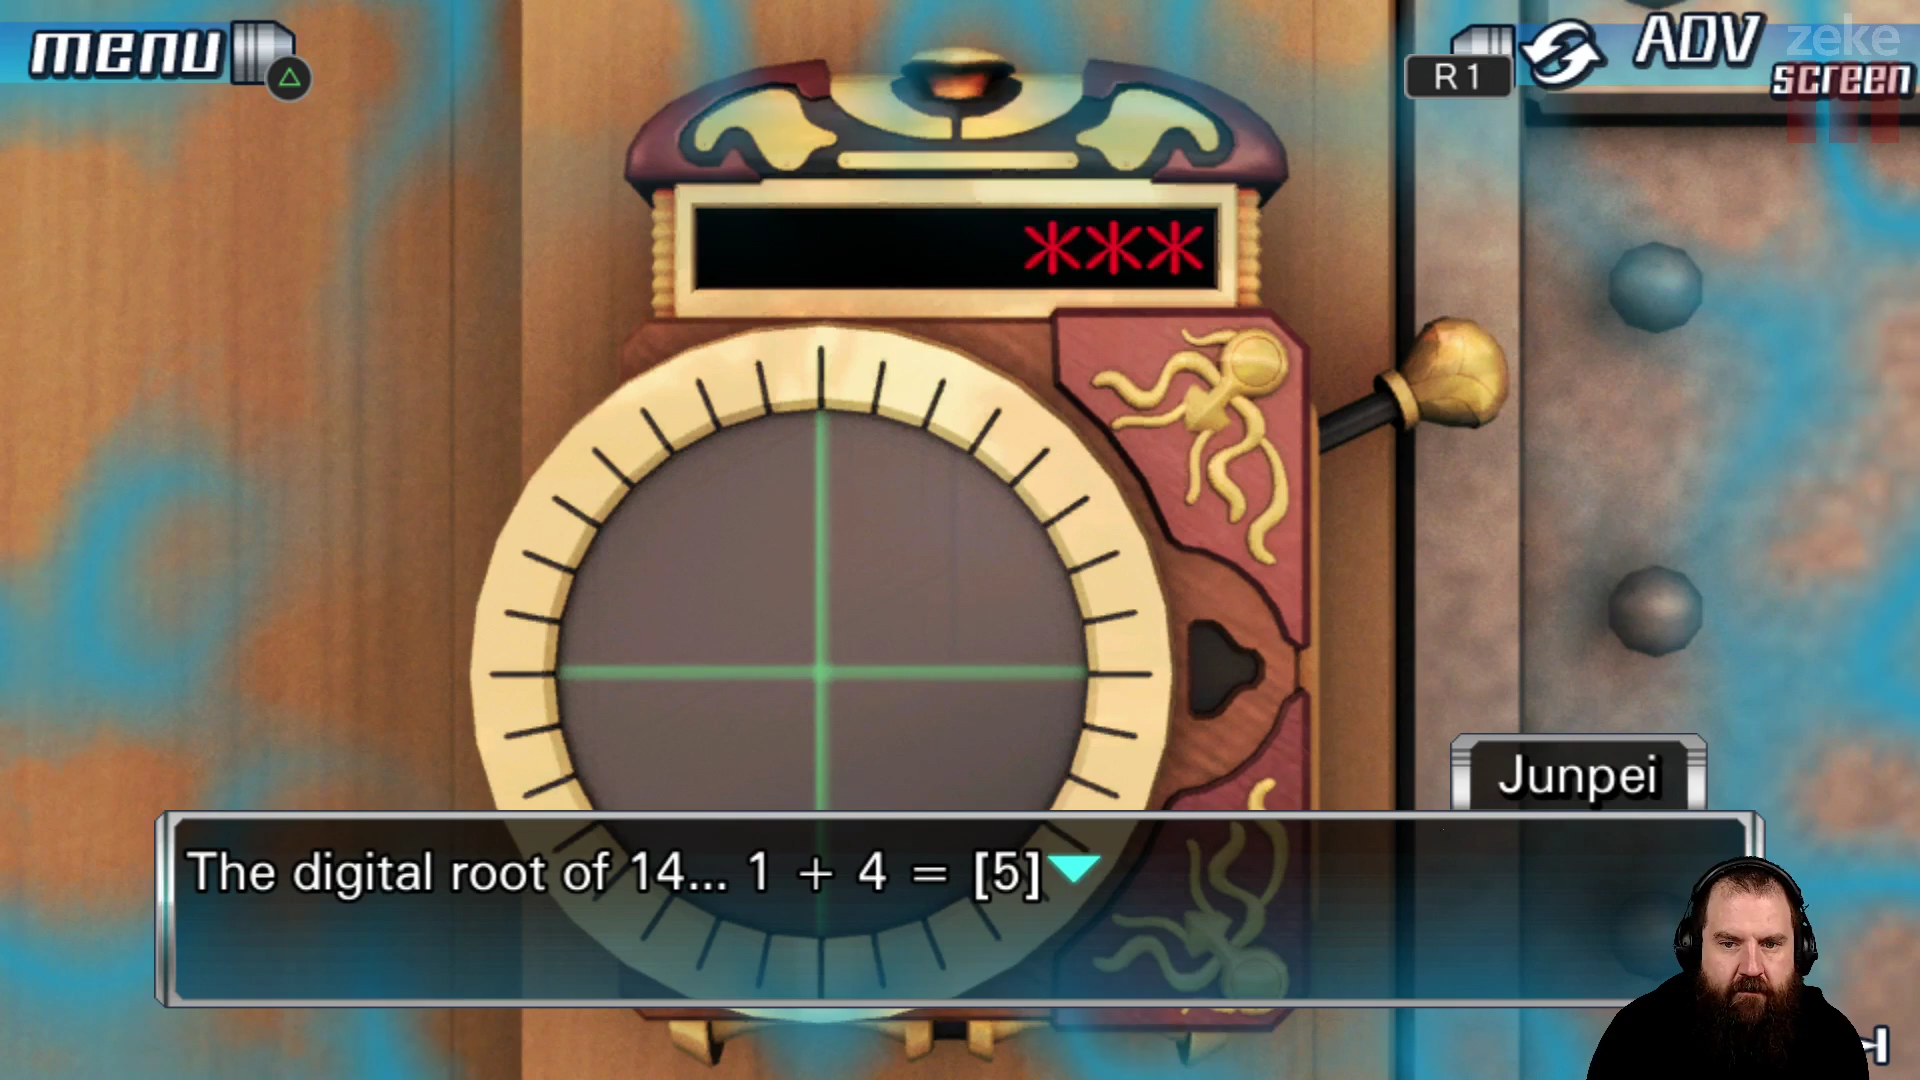 menu
R1
ADV
screen
zeke
***
Junpei
The digital root of 14... 1 + 4 = [5]